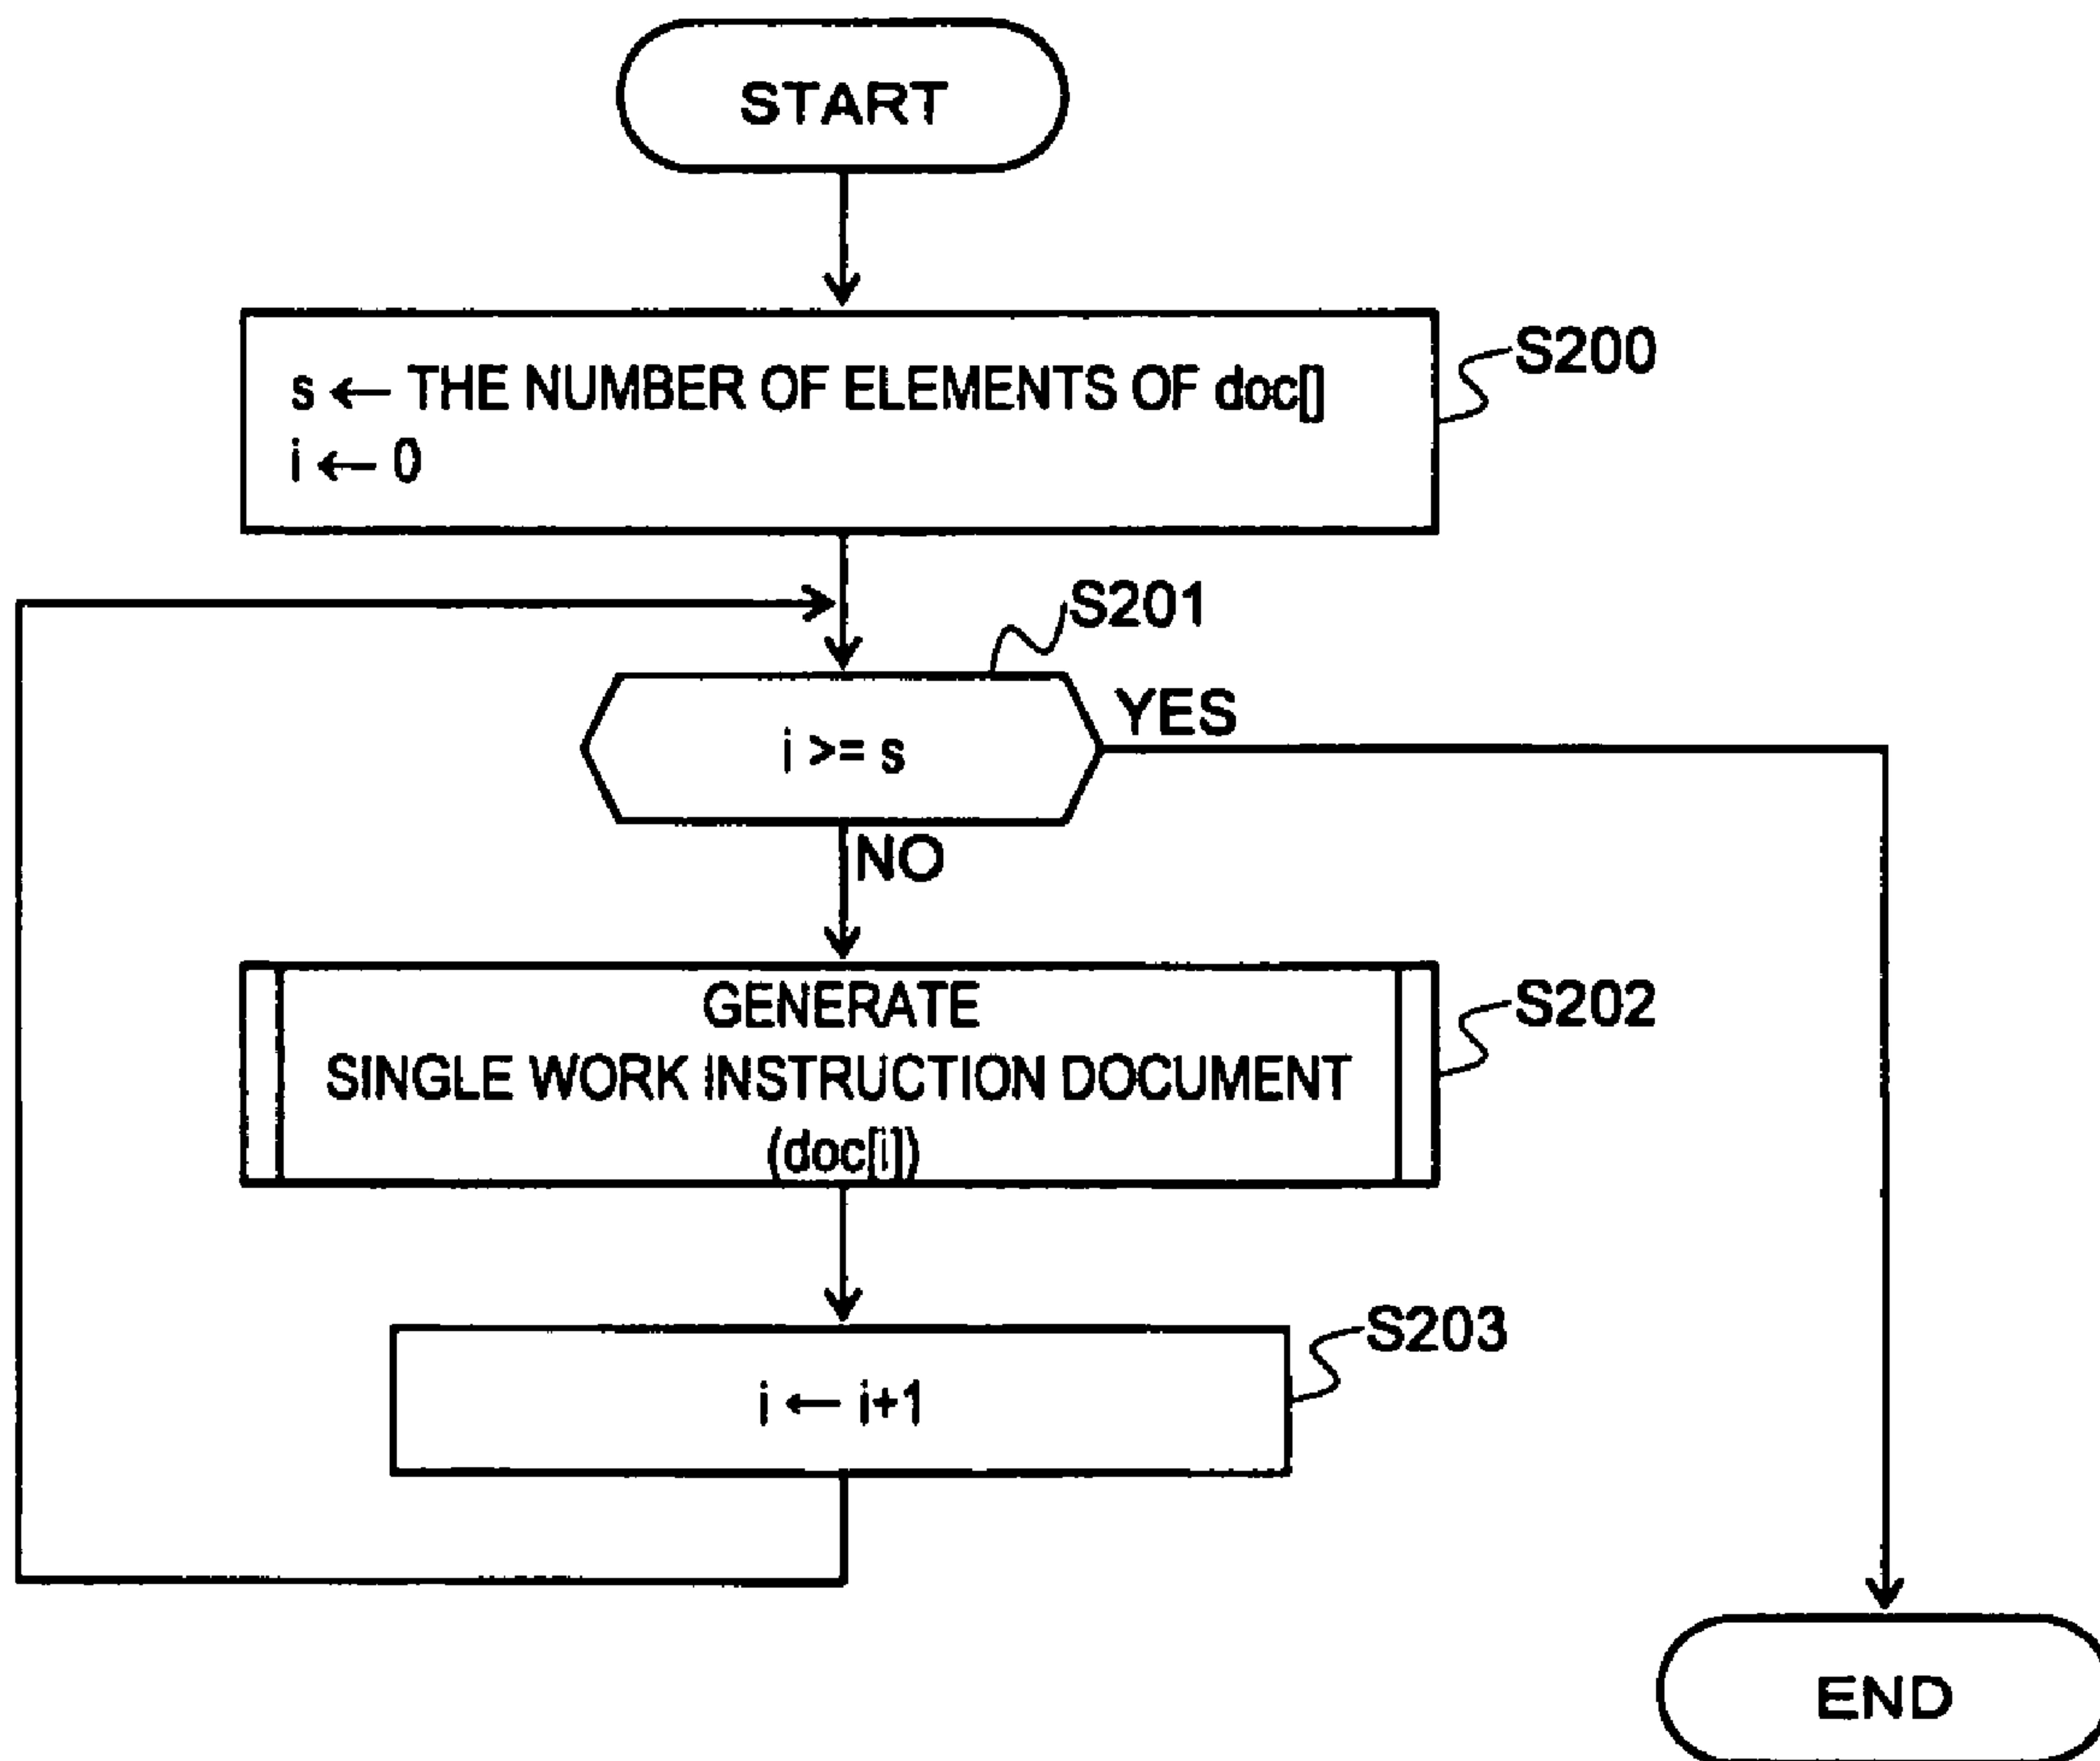 START
s ← THE NUMBER OF ELEMENTS OF doc[]
i ← 0
S200
S201
i >= s
YES
NO
GENERATE
SINGLE WORK INSTRUCTION DOCUMENT
(doc[i])
S202
i ← i+1
S203
END